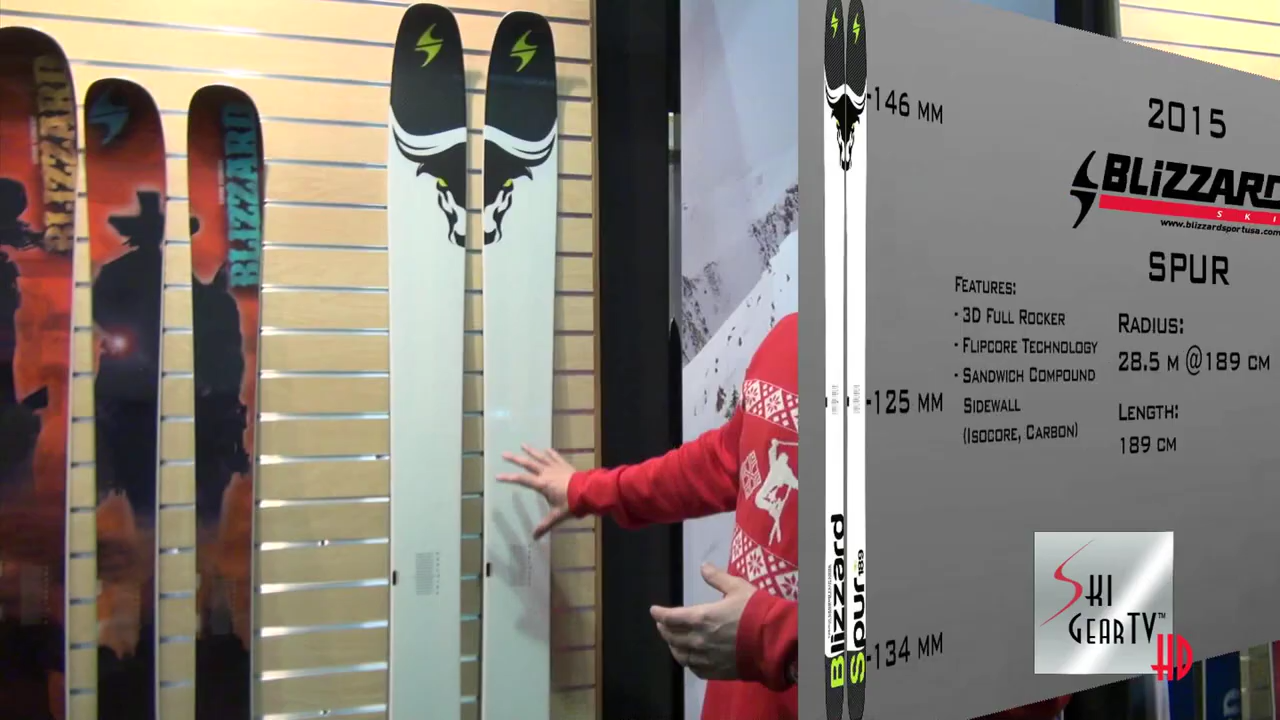 BLIZZARD
BLIZZARD
146 MM
125 MM
134 MM
2015
BLIZZARD
SKI
www.blizzardsportusa.com
SPUR
FEATURES:
- 3D FULL ROCKER
- FLIPCORE TECHNOLOGY
- SANDWICH COMPOUND
SIDEWALL
(ISOCORE, CARBON)
RADIUS:
28.5 M @189 CM
LENGTH:
189 CM
Blizzard
Spur 189
SKI
GEARTV™
HD